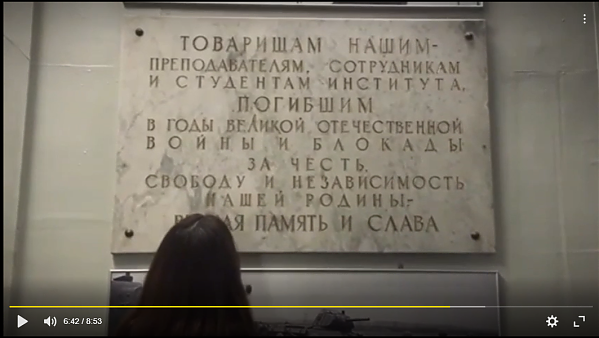 ТОВАРИЩАМ НАШИМ-
ПРЕПОДАВАТЕЛЯМ, СОТРУДНИКАМ
И СТУДЕНТАМ ИНСТИТУТА,
ПОГИБШИМ
В ГОДЫ ВЕЛИКОЙ ОТЕЧЕСТВЕННОЙ
ВОЙНЫ И БЛОКАДЫ
ЗА ЧЕСТЬ,
СВОБОДУ И НЕЗАВИСИМОСТЬ
НАШЕЙ РОДИНЫ-
ПАМЯТЬ И СЛАВА
6:42 / 8:53